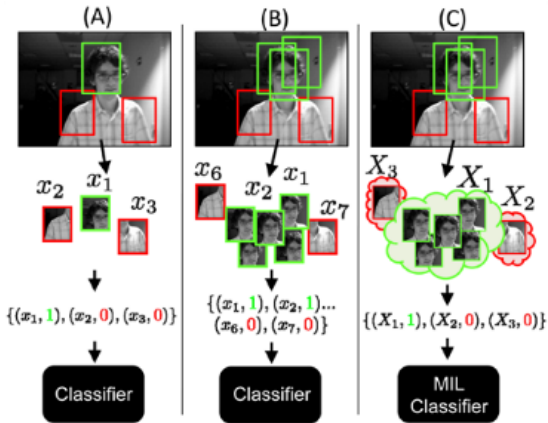 (A)
x₂ x₁ x₃
{(x₁, 1), (x₂, 0), (x₃, 0)}
Classifier
(B)
x₆ x₂ x₁ x₇
{(x₁, 1), (x₂, 1)...
(x₆, 0), (x₇, 0)}
Classifier
(C)
X₃ X₁ X₂
{(X₁, 1), (X₂, 0), (X₃, 0)}
MIL
Classifier